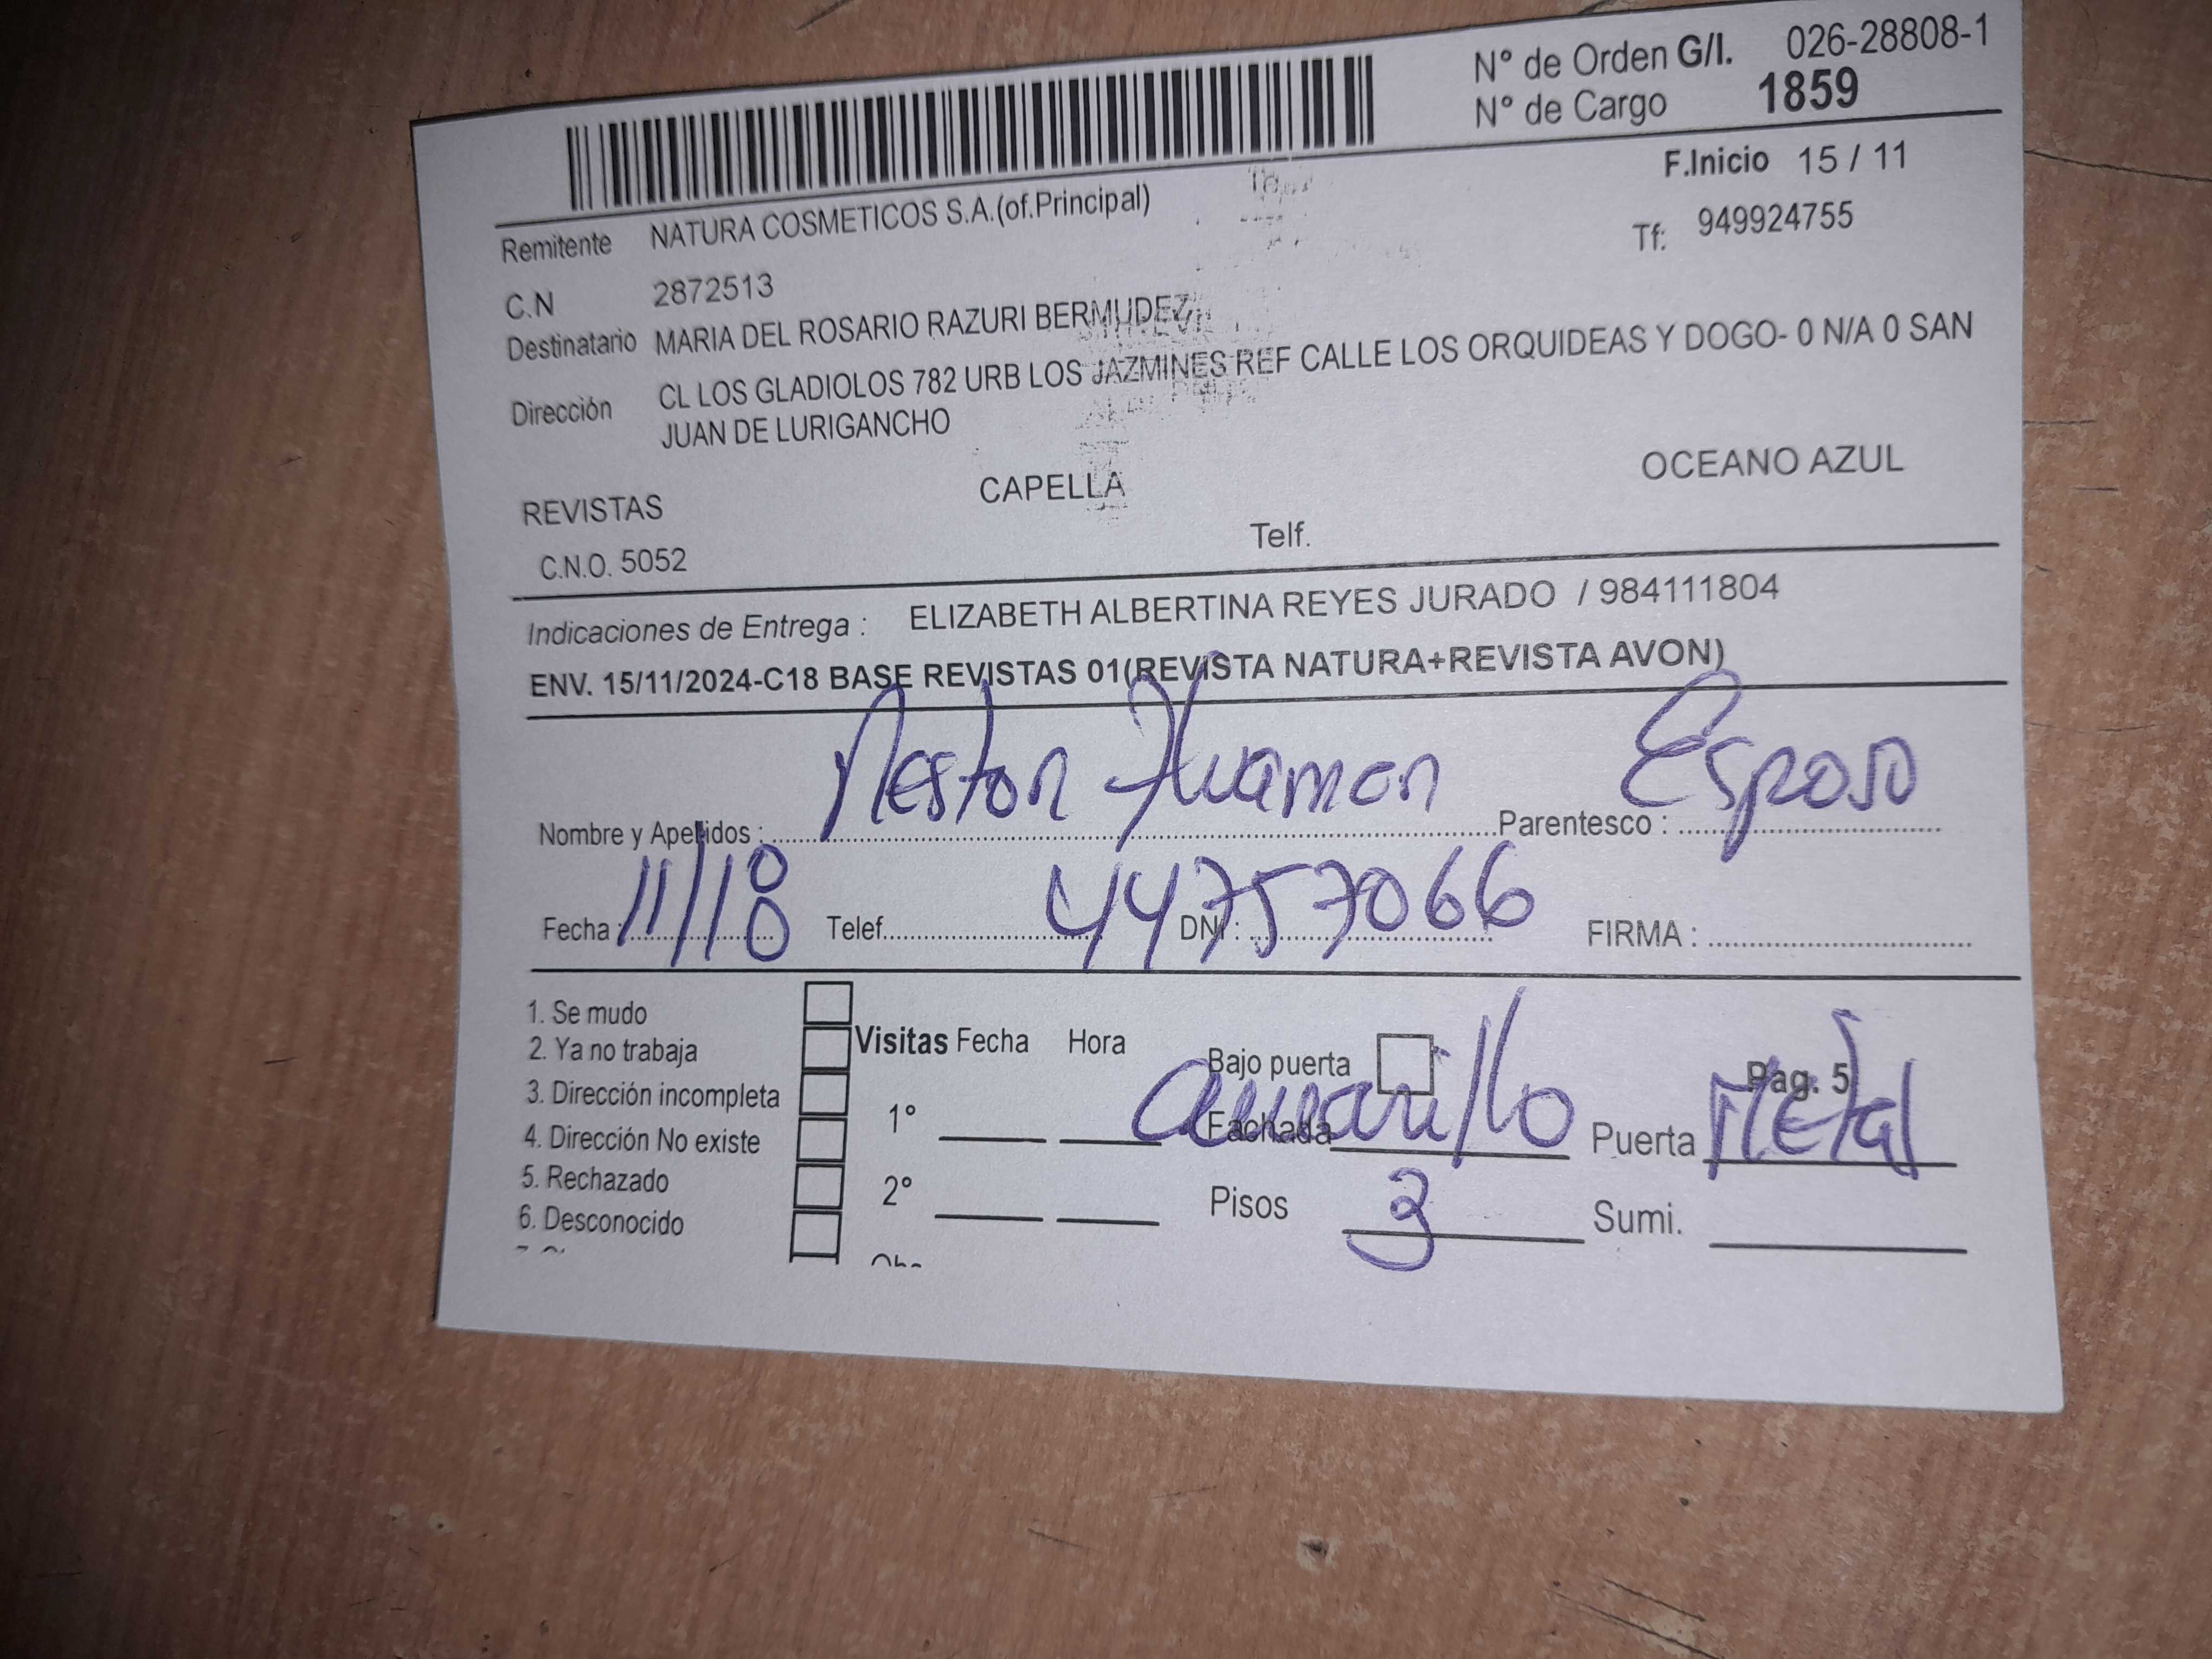 N° de Orden G/I. 026-28808-1
N° de Cargo 1859
F.Inicio 15 / 11
Remitente NATURA COSMETICOS S.A.(of.Principal)
Tf: 949924755
C.N 2872513
Destinatario MARIA DEL ROSARIO RAZURI BERMUDEZ
Dirección CL LOS GLADIOLOS 782 URB LOS JAZMINES REF CALLE LOS ORQUIDEAS Y DOGO- 0 N/A 0 SAN
JUAN DE LURIGANCHO
REVISTAS CAPELLA OCEANO AZUL
C.N.O. 5052 Telf.
Indicaciones de Entrega : ELIZABETH ALBERTINA REYES JURADO / 984111804
ENV. 15/11/2024-C18 BASE REVISTAS 01(REVISTA NATURA+REVISTA AVON)
Nombre y Apellidos : Nestor Huaman Parentesco : Esposo
Fecha : 11/18 Telef. DNI : 44757066 FIRMA :
1. Se mudo
2. Ya no trabaja
3. Dirección incompleta
4. Dirección No existe
5. Rechazado
6. Desconocido
Visitas Fecha Hora
1°
2°
Bajo puerta Pag. 5
Fachada amarillo Puerta Metal
Pisos 3 Sumi.